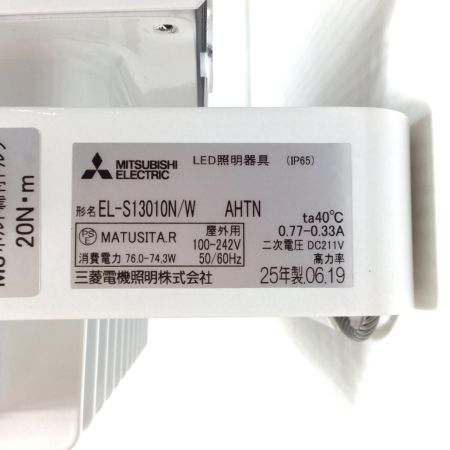 MITSUBISHI
ELECTRIC
LED照明器具 (IP65)
形名 EL-S13010N/W AHTN
ta40℃
PSE MATUSITA.R
屋外用
100-242V
50/60Hz
0.77-0.33A
二次電圧 DC211V
高力率
消費電力 76.0-74.3W
三菱電機照明株式会社
25年製.06.19
20N・m